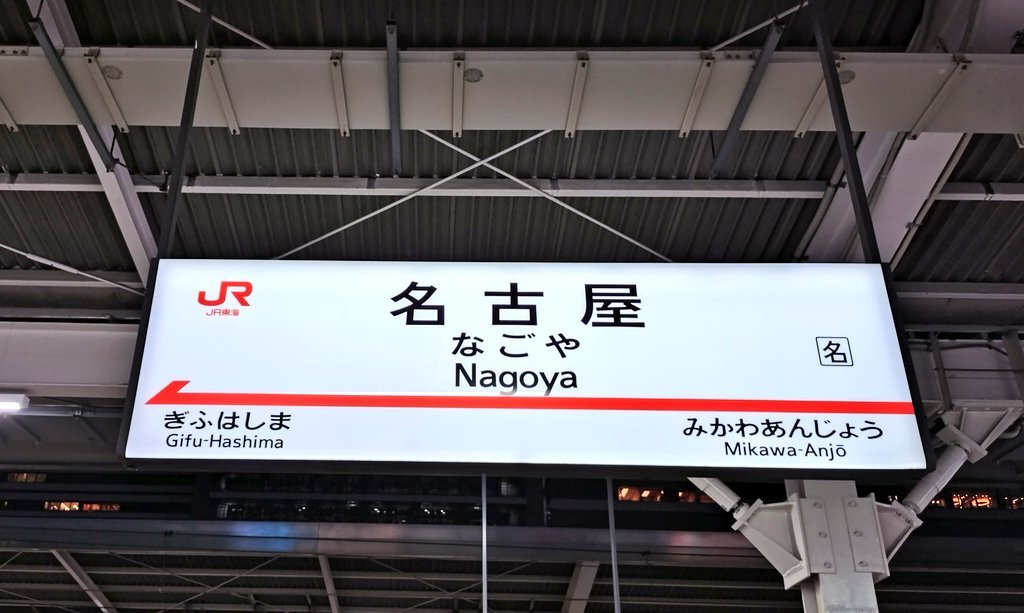 JR
JR東海
名古屋
なごや
Nagoya
名
ぎふはしま
Gifu-Hashima
みかわあんじょう
Mikawa-Anjō